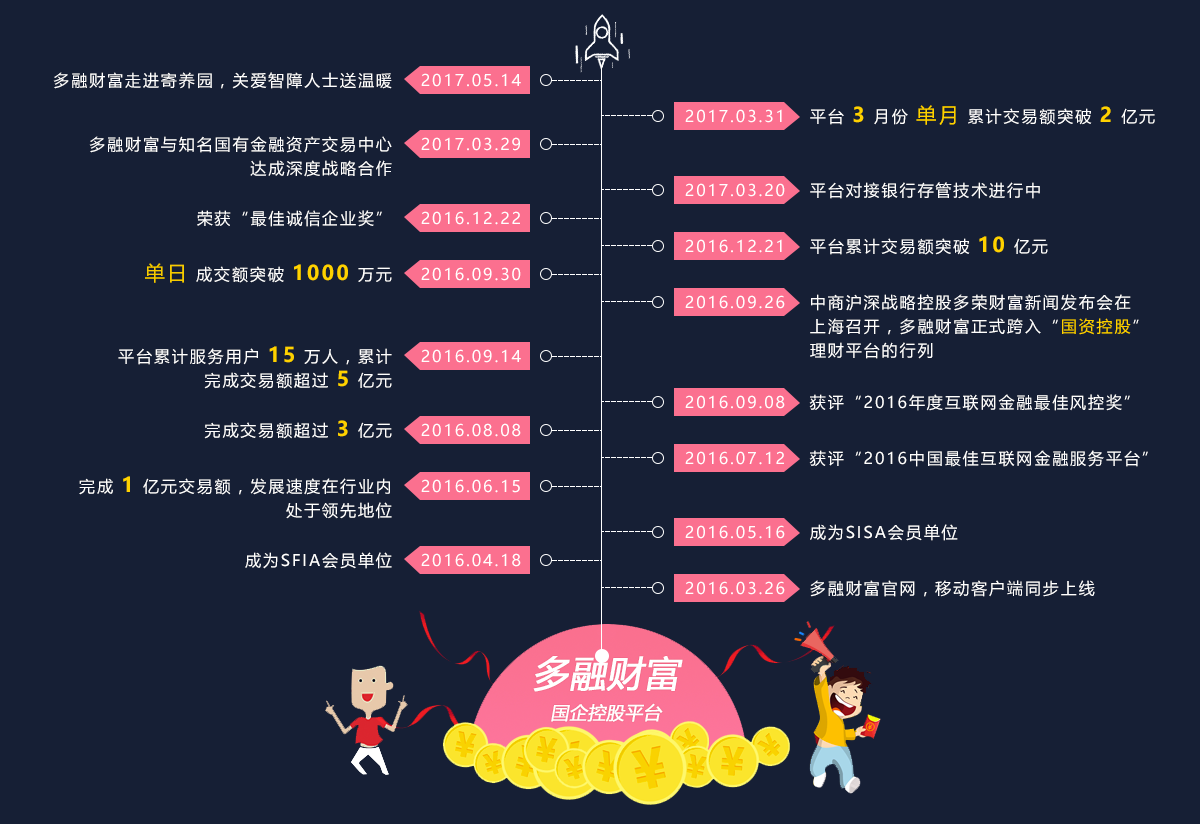 多融财富走进寄养园，关爱智障人士送温暖
2017.05.14
2017.03.31
平台 3 月份 单月 累计交易额突破 2 亿元
多融财富与知名国有金融资产交易中心
达成深度战略合作
2017.03.29
2017.03.20
平台对接银行存管技术进行中
荣获“最佳诚信企业奖”
2016.12.22
2016.12.21
平台累计交易额突破 10 亿元
单日 成交额突破 1000 万元
2016.09.30
2016.09.26
中商沪深战略控股多荣财富新闻发布会在
上海召开，多融财富正式跨入“国资控股”
理财平台的行列
平台累计服务用户 15 万人，累计
完成交易额超过 5 亿元
2016.09.14
2016.09.08
获评“2016年度互联网金融最佳风控奖”
完成交易额超过 3 亿元
2016.08.08
2016.07.12
获评“2016中国最佳互联网金融服务平台”
完成 1 亿元交易额，发展速度在行业内
处于领先地位
2016.06.15
2016.05.16
成为SISA会员单位
成为SFIA会员单位
2016.04.18
2016.03.26
多融财富官网，移动客户端同步上线
多融财富
国企控股平台